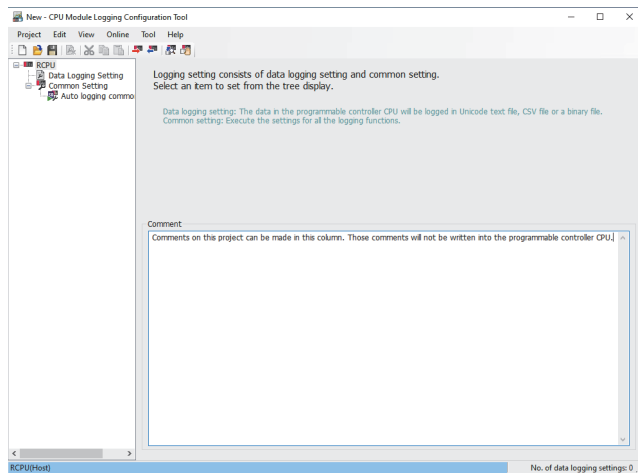 New - CPU Module Logging Configuration Tool
Project Edit View Online Tool Help
RCPU
Data Logging Setting
Common Setting
Auto logging commo
Logging setting consists of data logging setting and common setting.
Select an item to set from the tree display.
Data logging setting: The data in the programmable controller CPU will be logged in Unicode text file, CSV file or a binary file.
Common setting: Execute the settings for all the logging functions.
Comment
Comments on this project can be made in this column. Those comments will not be written into the programmable controller CPU.
RCPU(Host)
No. of data logging settings: 0